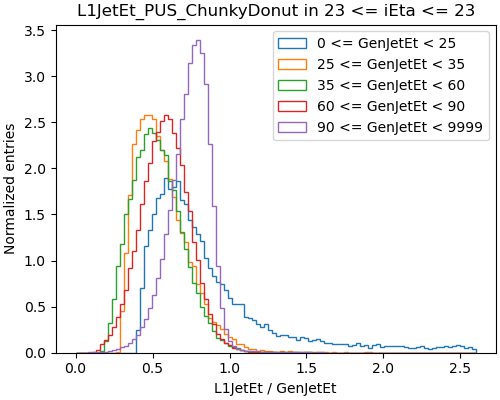 L1JetEt_PUS_ChunkyDonut in 23 <= iEta <= 23
0 <= GenJetEt < 25
25 <= GenJetEt < 35
35 <= GenJetEt < 60
60 <= GenJetEt < 90
90 <= GenJetEt < 9999
Normalized entries
3.5
3.0
2.5
2.0
1.5
1.0
0.5
0.0
0.0 0.5 1.0 1.5 2.0 2.5
L1JetEt / GenJetEt